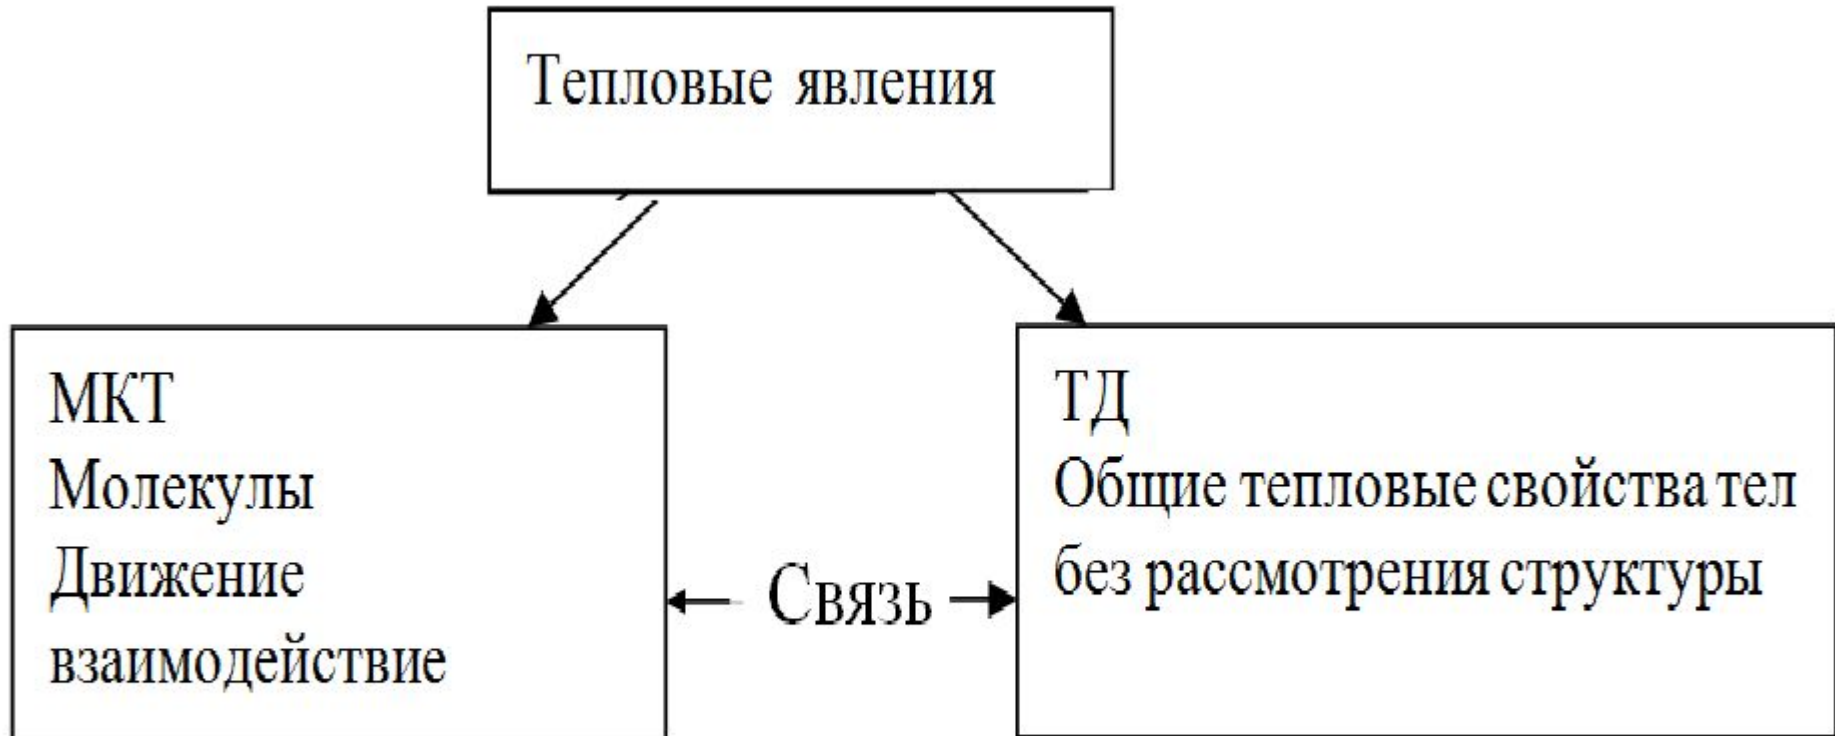 Тепловые явления
МКТ
Молекулы
Движение
взаимодействие
Связь
ТД
Общие тепловые свойства тел
без рассмотрения структуры